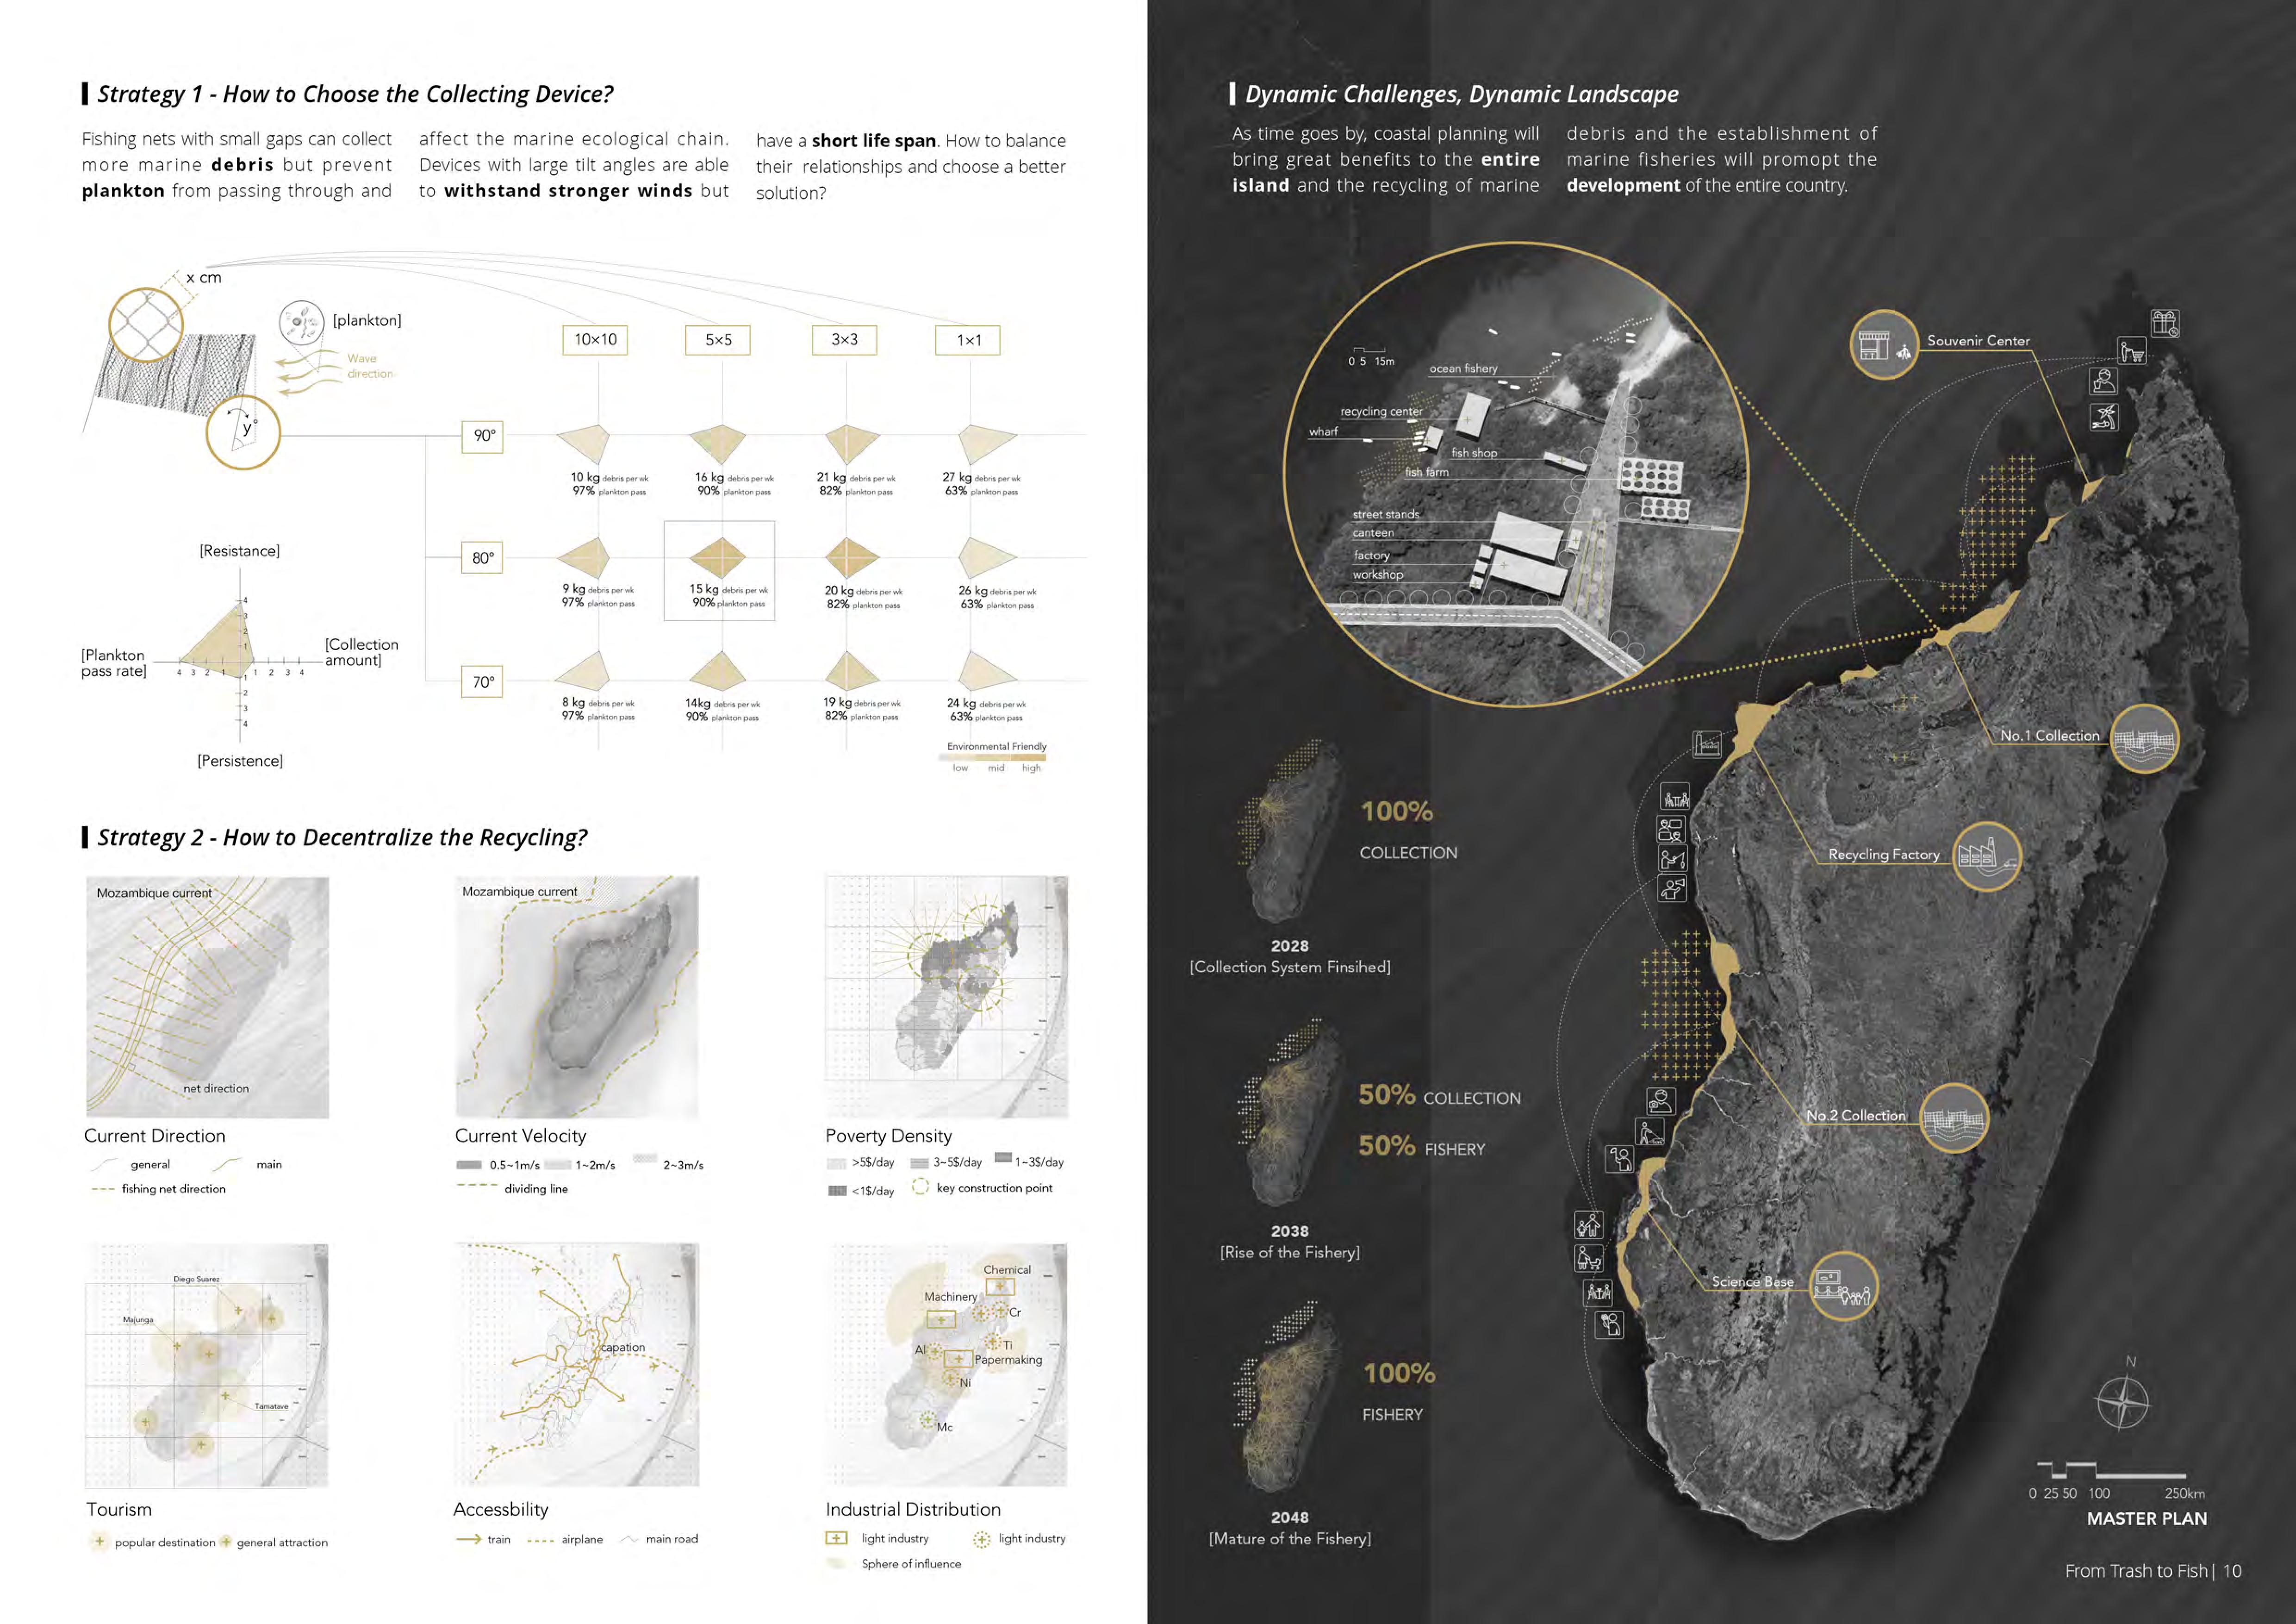 Strategy 1 - How to Choose the Collecting Device?
Fishing nets with small gaps can collect
more marine debris but prevent
plankton from passing through and
affect the marine ecological chain.
Devices with large tilt angles are able
to withstand stronger winds but
have a short life span. How to balance
their relationships and choose a better
solution?
x cm
[plankton]
Wave
direction
y°
10×10
5×5
3×3
1×1
90°
10 kg debris per wk
97% plankton pass
16 kg debris per wk
90% plankton pass
21 kg debris per wk
82% plankton pass
27 kg debris per wk
63% plankton pass
80°
9 kg debris per wk
97% plankton pass
15 kg debris per wk
90% plankton pass
20 kg debris per wk
82% plankton pass
26 kg debris per wk
63% plankton pass
70°
8 kg debris per wk
97% plankton pass
14kg debris per wk
90% plankton pass
19 kg debris per wk
82% plankton pass
24 kg debris per wk
63% plankton pass
[Resistance]
4
3
2
1
[Plankton
pass rate]
4 3 2 1
1 2 3 4
[Collection
amount]
1
2
3
4
[Persistence]
Environmental Friendly
low mid high
Strategy 2 - How to Decentralize the Recycling?
Mozambique current
net direction
Current Direction
general main
fishing net direction
Mozambique current
Current Velocity
0.5~1m/s 1~2m/s 2~3m/s
dividing line
Poverty Density
>5$/day 3~5$/day 1~3$/day
<1$/day key construction point
Diego Suarez
Majunga
Tamatave
Tourism
popular destination general attraction
capation
Accessbility
train airplane main road
Chemical
Machinery
Cr
Ti
Al
Papermaking
Ni
Mc
Industrial Distribution
light industry light industry
Sphere of influence
Dynamic Challenges, Dynamic Landscape
As time goes by, coastal planning will
bring great benefits to the entire
island and the recycling of marine
debris and the establishment of
marine fisheries will promopt the
development of the entire country.
0 5 15m
ocean fishery
recycling center
wharf
fish shop
fish farm
street stands
canteen
factory
workshop
Souvenir Center
No.1 Collection
Recycling Factory
No.2 Collection
Science Base
100%
COLLECTION
2028
[Collection System Finsihed]
50% COLLECTION
50% FISHERY
2038
[Rise of the Fishery]
100%
FISHERY
2048
[Mature of the Fishery]
N
0 25 50 100 250km
MASTER PLAN
From Trash to Fish| 10